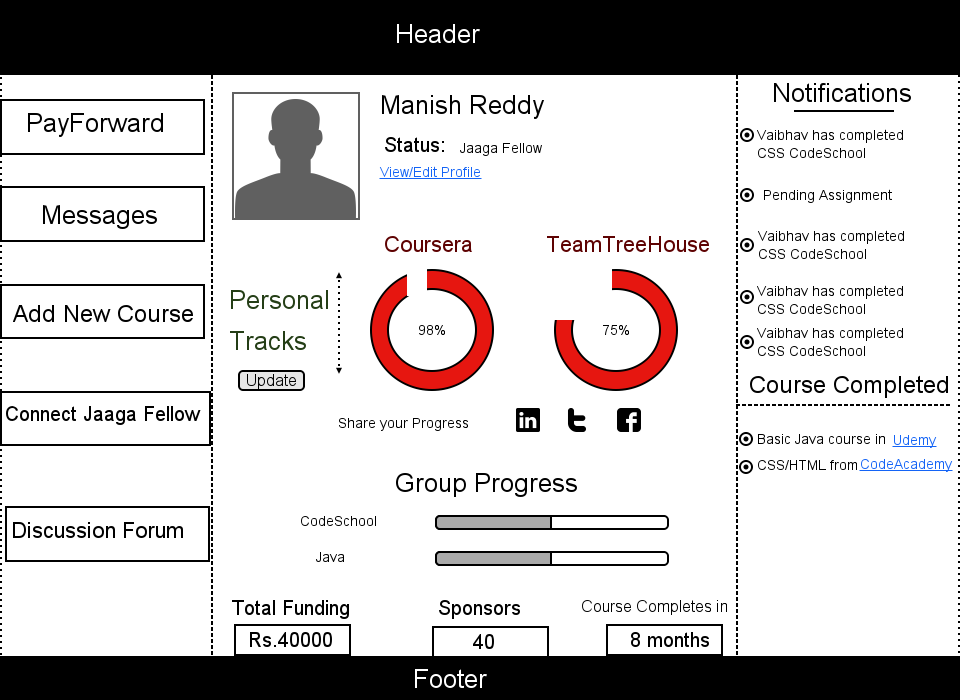 Header
PayForward
Messages
Add New Course
Connect Jaaga Fellow
Discussion Forum
Manish Reddy
Status: Jaaga Fellow
View/Edit Profile
Coursera
TeamTreeHouse
Personal
Tracks
Update
98%
75%
Share your Progress
in
t
f
Group Progress
CodeSchool
Java
Total Funding
Rs.40000
Sponsors
40
Course Completes in
8 months
Notifications
Vaibhav has completed
CSS CodeSchool
Pending Assignment
Vaibhav has completed
CSS CodeSchool
Vaibhav has completed
CSS CodeSchool
Vaibhav has completed
CSS CodeSchool
Course Completed
Basic Java course in Udemy
CSS/HTML from CodeAcademy
Footer